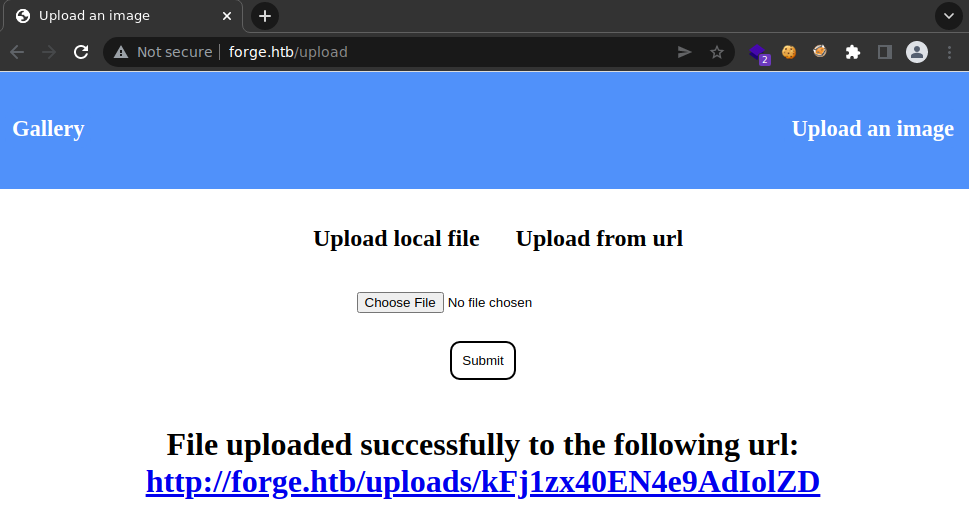 Upload an image
Not secure forge.htb/upload
2
Gallery Upload an image
Upload local file Upload from url
Choose File No file chosen
Submit
File uploaded successfully to the following url:
http://forge.htb/uploads/kFj1zx40EN4e9AdIolZD